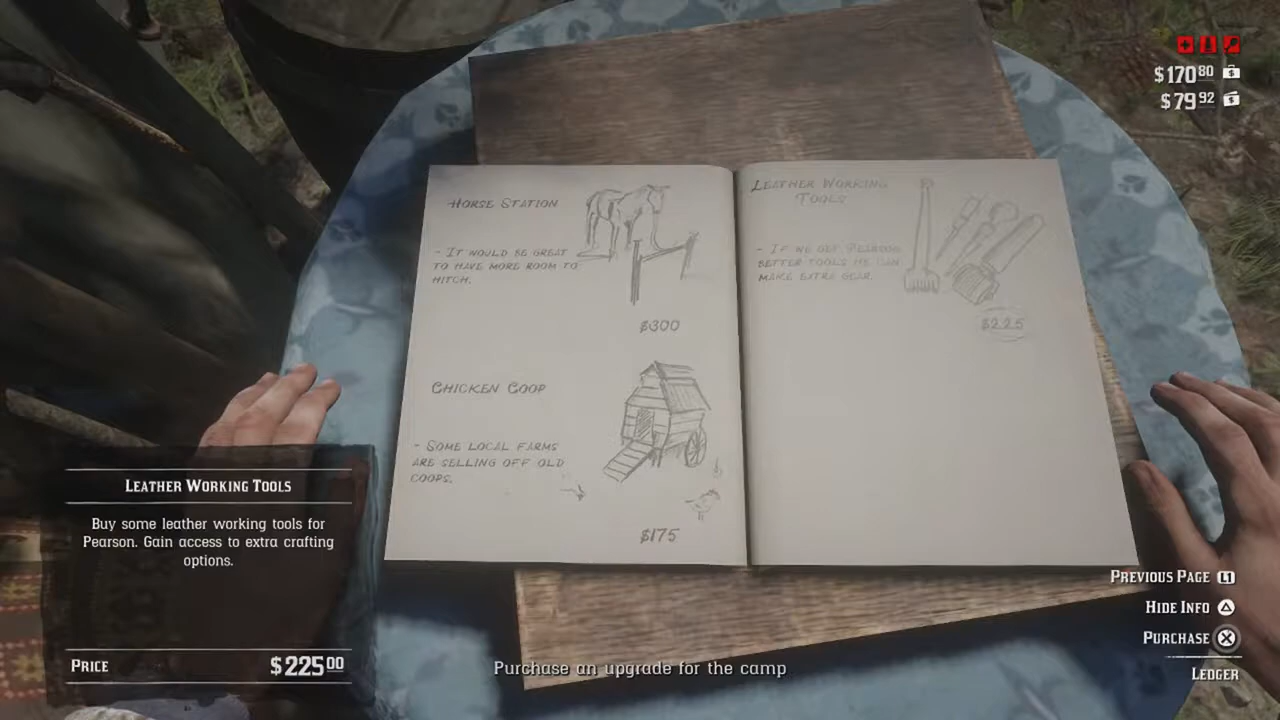 $170 80
$79 92
HORSE STATION
- IT WOULD BE GREAT
TO HAVE MORE ROOM TO
HITCH.
$300
CHICKEN COOP
- SOME LOCAL FARMS
ARE SELLING OFF OLD
COOPS.
$175
LEATHER WORKING
TOOLS
- IF WE GET PEARSON
BETTER TOOLS HE CAN
MAKE EXTRA GEAR.
$225
LEATHER WORKING TOOLS
Buy some leather working tools for
Pearson. Gain access to extra crafting
options.
PRICE $225 00
Purchase an upgrade for the camp
PREVIOUS PAGE L1
HIDE INFO
PURCHASE
LEDGER